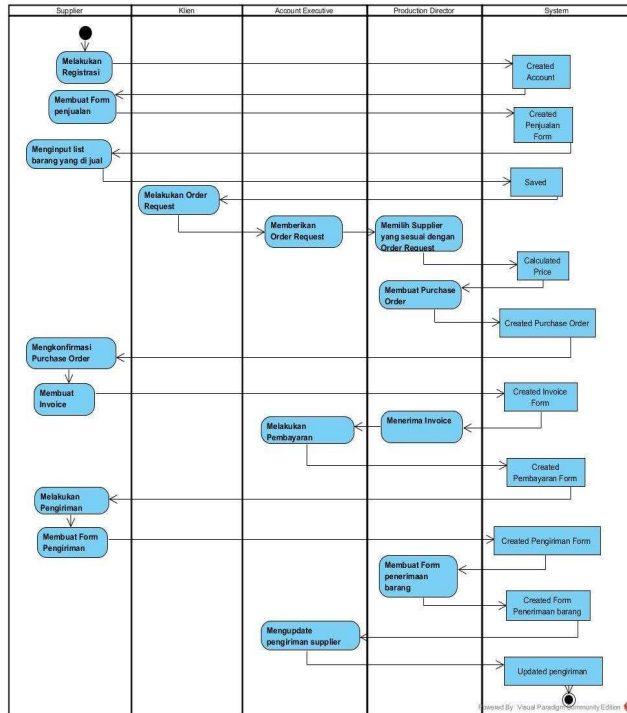 Supplier
Klien
Account Executive
Production Director
System
Melakukan
Registrasi
Created
Account
Membuat Form
penjualan
Created
Penjualan
Form
Menginput list
barang yang di jual
Saved
Melakukan Order
Request
Memberikan
Order Request
Memilih Supplier
yang sesuai dengan
Order Request
Calculated
Price
Membuat Purchase
Order
Created Purchase Order
Mengkonfirmasi
Purchase Order
Membuat
Invoice
Created Invoice
Form
Menerima Invoice
Melakukan
Pembayaran
Created
Pembayaran Form
Melakukan
Pengiriman
Membuat Form
Pengiriman
Created Pengiriman Form
Membuat Form
penerimaan
barang
Created Form
Penerimaan barang
Mengupdate
pengiriman supplier
Updated pengiriman
Powered By Visual Paradigm Community Edition